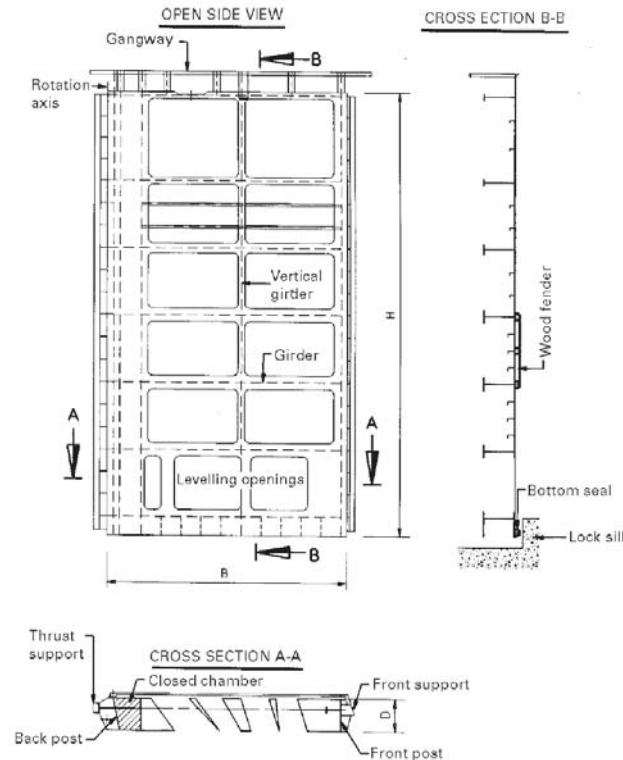 OPEN SIDE VIEW
CROSS ECTION B-B
Gangway
B
Rotation
axis
Vertical
girder
H
Wood fender
Girder
A
A
Levelling openings
Bottom seal
Lock sill
B
B
Thrust
support
CROSS SECTION A-A
Closed chamber
Front support
D
Back post
Front post